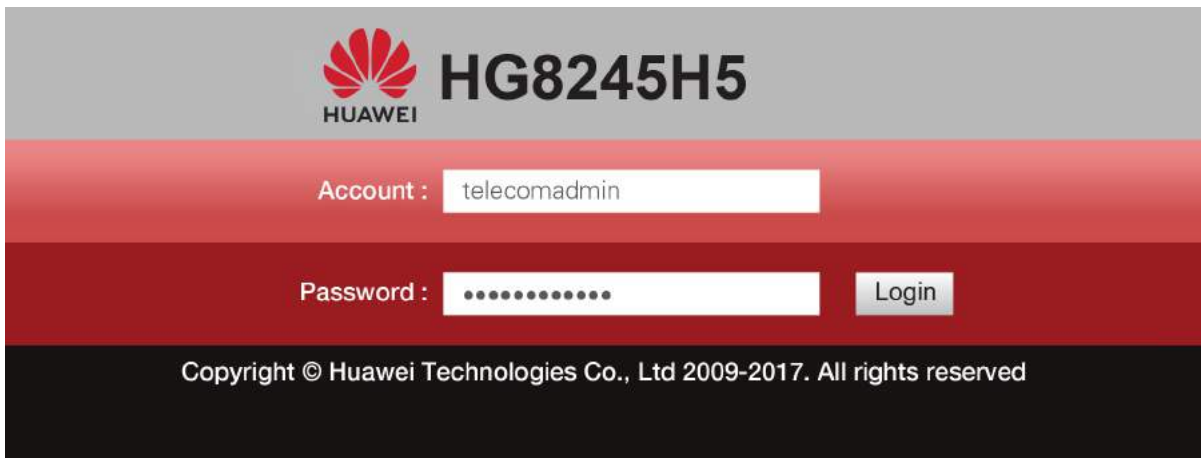 HUAWEI HG8245H5
Account : telecomadmin
Password : ●●●●●●●●●●●● Login
Copyright © Huawei Technologies Co., Ltd 2009-2017. All rights reserved